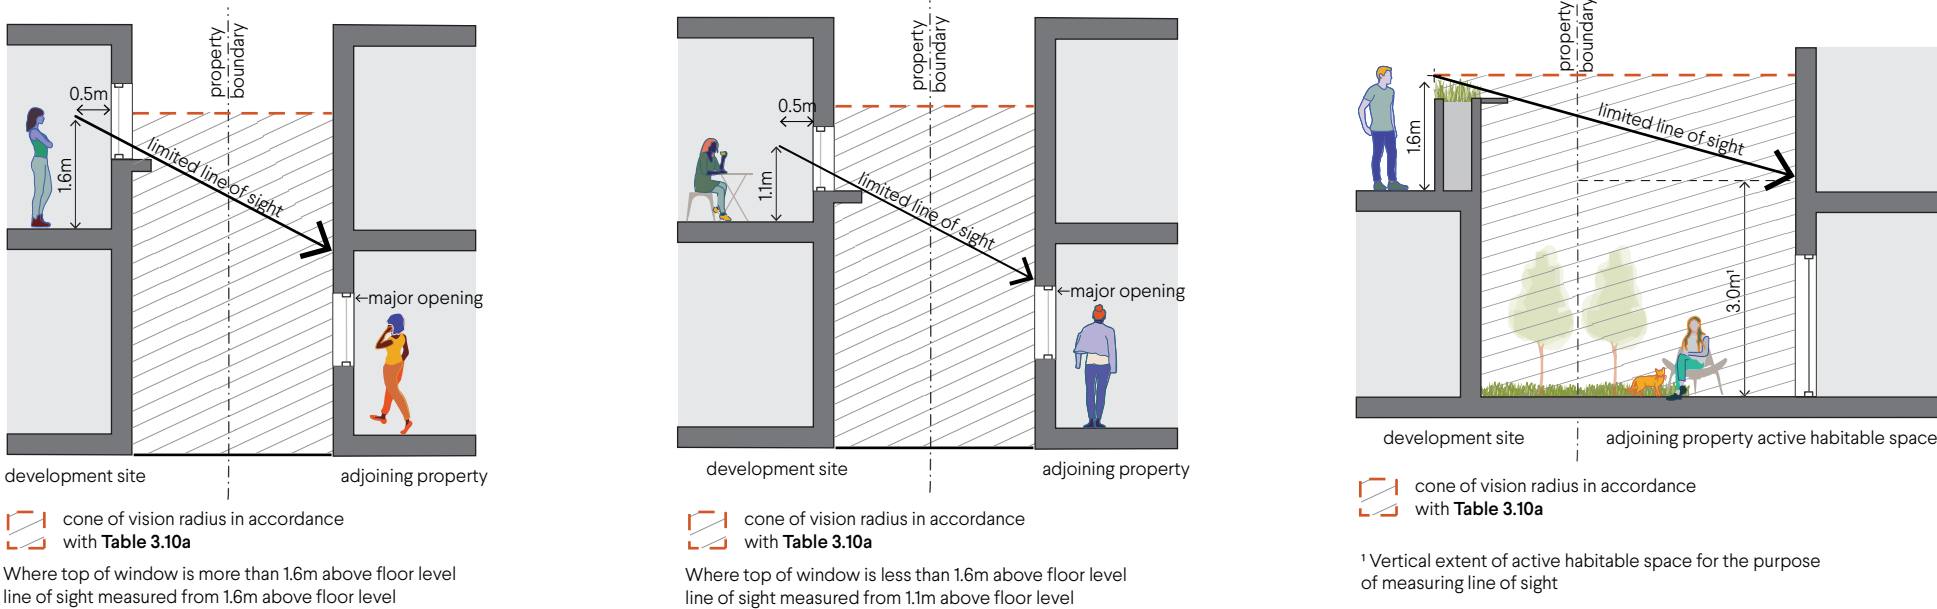 property
boundary
0.5m
1.6m
limited line of sight
←major opening
development site
adjoining property
cone of vision radius in accordance
with Table 3.10a
Where top of window is more than 1.6m above floor level
line of sight measured from 1.6m above floor level
property
boundary
0.5m
1.1m
limited line of sight
←major opening
development site
adjoining property
cone of vision radius in accordance
with Table 3.10a
Where top of window is less than 1.6m above floor level
line of sight measured from 1.1m above floor level
property
boundary
1.6m
limited line of sight
3.0m¹
development site
adjoining property active habitable space
cone of vision radius in accordance
with Table 3.10a
¹ Vertical extent of active habitable space for the purpose
of measuring line of sight